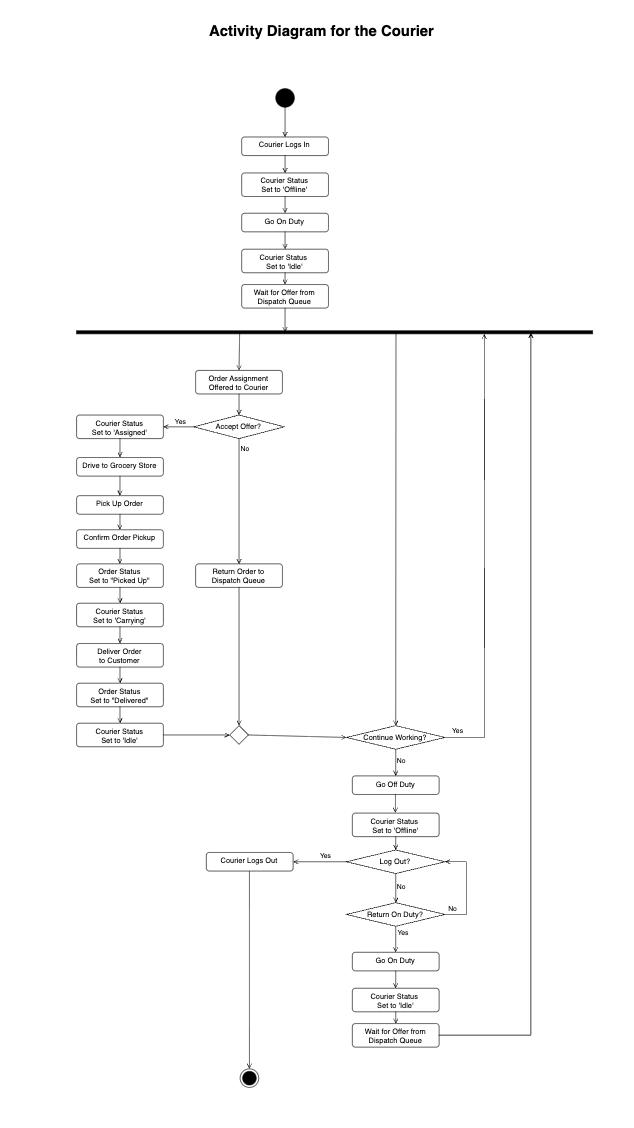 Activity Diagram for the Courier
Courier Logs In
Courier Status
Set to 'Offline'
Go On Duty
Courier Status
Set to 'Idle'
Wait for Offer from
Dispatch Queue
Order Assignment
Offered to Courier
Accept Offer?
Yes
No
Courier Status
Set to 'Assigned'
Drive to Grocery Store
Pick Up Order
Confirm Order Pickup
Order Status
Set to "Picked Up"
Return Order to
Dispatch Queue
Courier Status
Set to 'Carrying'
Deliver Order
to Customer
Order Status
Set to "Delivered"
Courier Status
Set to 'Idle'
Continue Working?
Yes
No
Go Off Duty
Courier Status
Set to 'Offline'
Log Out?
Yes
Courier Logs Out
No
Return On Duty?
No
Yes
Go On Duty
Courier Status
Set to 'Idle'
Wait for Offer from
Dispatch Queue